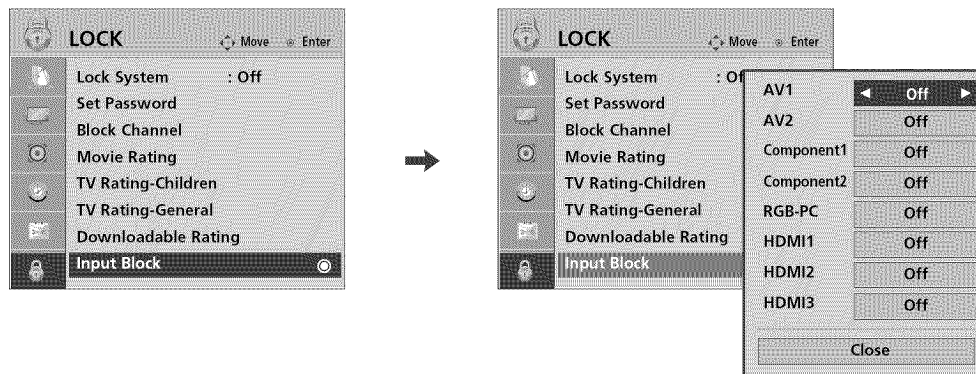 LOCK
Move Enter
Lock System : Off
Set Password
Block Channel
Movie Rating
TV Rating-Children
TV Rating-General
Downloadable Rating
Input Block
LOCK
Move Enter
Lock System : Of
Set Password
Block Channel
Movie Rating
TV Rating-Children
TV Rating-General
Downloadable Rating
Input Block
AV1 Off
AV2 Off
Component1 Off
Component2 Off
RGB-PC Off
HDMI1 Off
HDMI2 Off
HDMI3 Off
Close